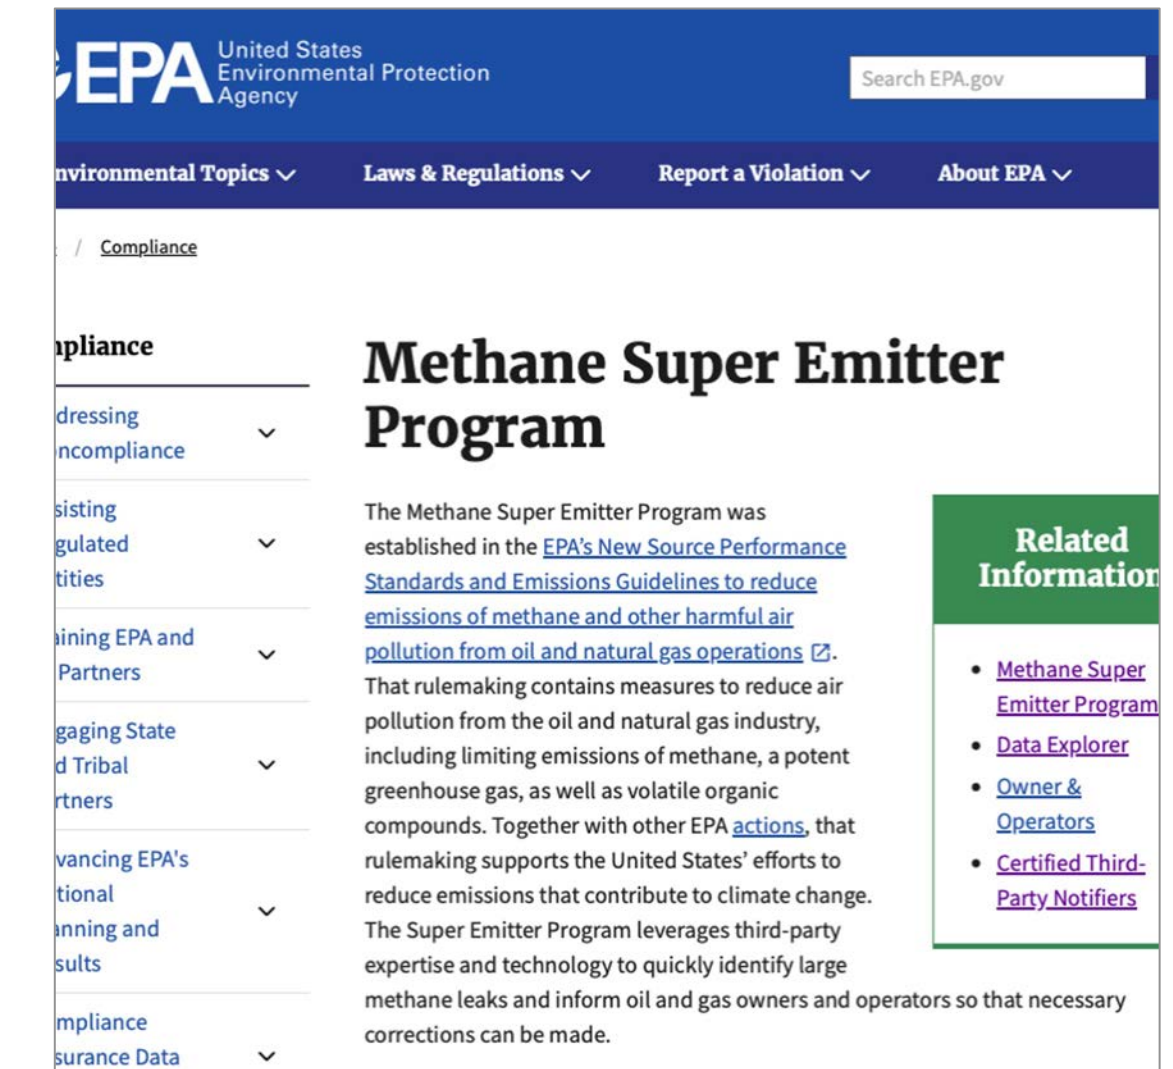 EPA
United States
Environmental Protection
Agency
Search EPA.gov
nvironmental Topics
Laws & Regulations
Report a Violation
About EPA
/ Compliance
npliance
dressing
ncompliance
sisting
gulated
tities
ining EPA and
Partners
gaging State
d Tribal
rtners
vancing EPA's
tional
anning and
sults
mpliance
surance Data
Methane Super Emitter
Program
The Methane Super Emitter Program was
established in the EPA’s New Source Performance
Standards and Emissions Guidelines to reduce
emissions of methane and other harmful air
pollution from oil and natural gas operations .
That rulemaking contains measures to reduce air
pollution from the oil and natural gas industry,
including limiting emissions of methane, a potent
greenhouse gas, as well as volatile organic
compounds. Together with other EPA actions, that
rulemaking supports the United States’ efforts to
reduce emissions that contribute to climate change.
The Super Emitter Program leverages third-party
expertise and technology to quickly identify large
methane leaks and inform oil and gas owners and operators so that necessary
corrections can be made.
Related
Information
• Methane Super
Emitter Program
• Data Explorer
• Owner &
Operators
• Certified Third-
Party Notifiers